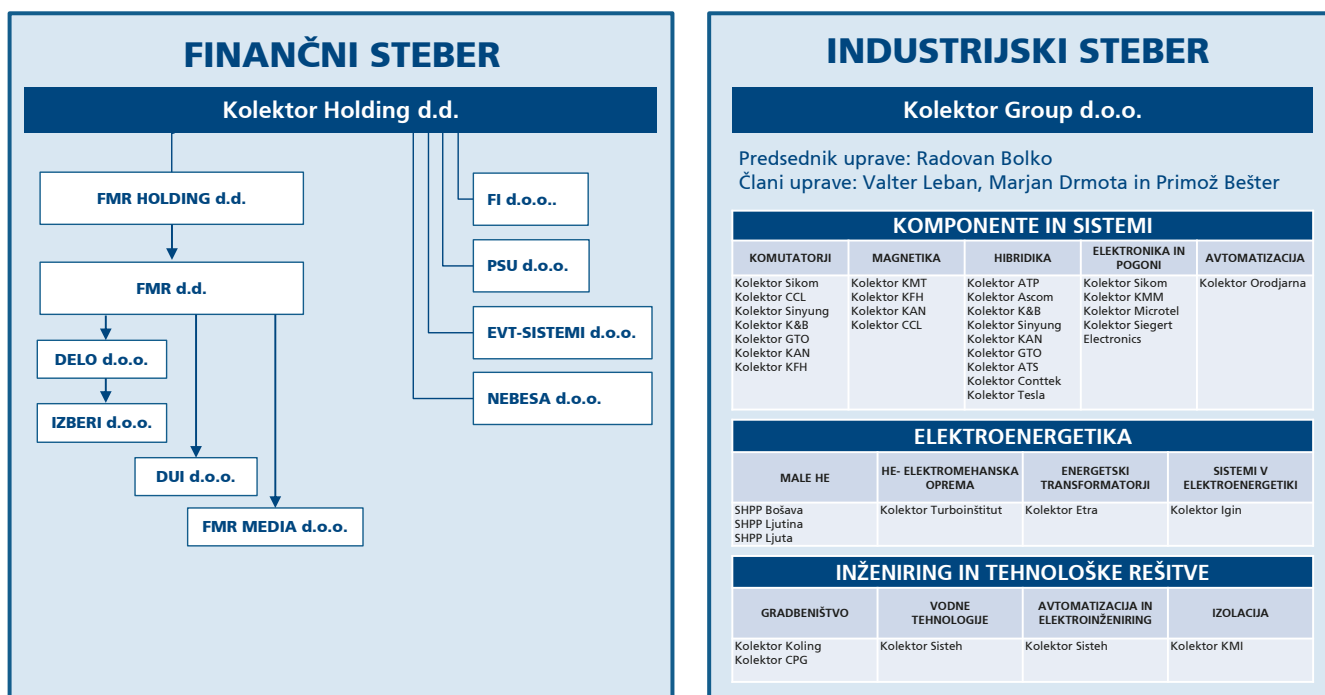 FINANČNI STEBER
Kolektor Holding d.d.
FMR HOLDING d.d.
FMR d.d.
DELO d.o.o.
IZBERI d.o.o.
DUI d.o.o.
FMR MEDIA d.o.o.
FI d.o.o..
PSU d.o.o.
EVT-SISTEMI d.o.o.
NEBESA d.o.o.
INDUSTRIJSKI STEBER
Kolektor Group d.o.o.
Predsednik uprave: Radovan Bolko
Člani uprave: Valter Leban, Marjan Drmota in Primož Bešter
KOMPONENTE IN SISTEMI
KOMUTATORJI
Kolektor Sikom
Kolektor CCL
Kolektor Sinyung
Kolektor K&B
Kolektor GTO
Kolektor KAN
Kolektor KFH
MAGNETIKA
Kolektor KMT
Kolektor KFH
Kolektor KAN
Kolektor CCL
HIBRIDIKA
Kolektor ATP
Kolektor Ascom
Kolektor K&B
Kolektor Sinyung
Kolektor KAN
Kolektor GTO
Kolektor ATS
Kolektor Conttek
Kolektor Tesla
ELEKTRONIKA IN
POGONI
Kolektor Sikom
Kolektor KMM
Kolektor Microtel
Kolektor Siegert
Electronics
AVTOMATIZACIJA
Kolektor Orodjarna
ELEKTROENERGETIKA
MALE HE
SHPP Bošava
SHPP Ljutina
SHPP Ljuta
HE- ELEKTROMEHANSKA
OPREMA
Kolektor Turboinštitut
ENERGETSKI
TRANSFORMATORJI
Kolektor Etra
SISTEMI V
ELEKTROENERGETIKI
Kolektor Igin
INŽENIRING IN TEHNOLOŠKE REŠITVE
GRADBENIŠTVO
Kolektor Koling
Kolektor CPG
VODNE
TEHNOLOGIJE
Kolektor Sisteh
AVTOMATIZACIJA IN
ELEKTROINŽENIRING
Kolektor Sisteh
IZOLACIJA
Kolektor KMI